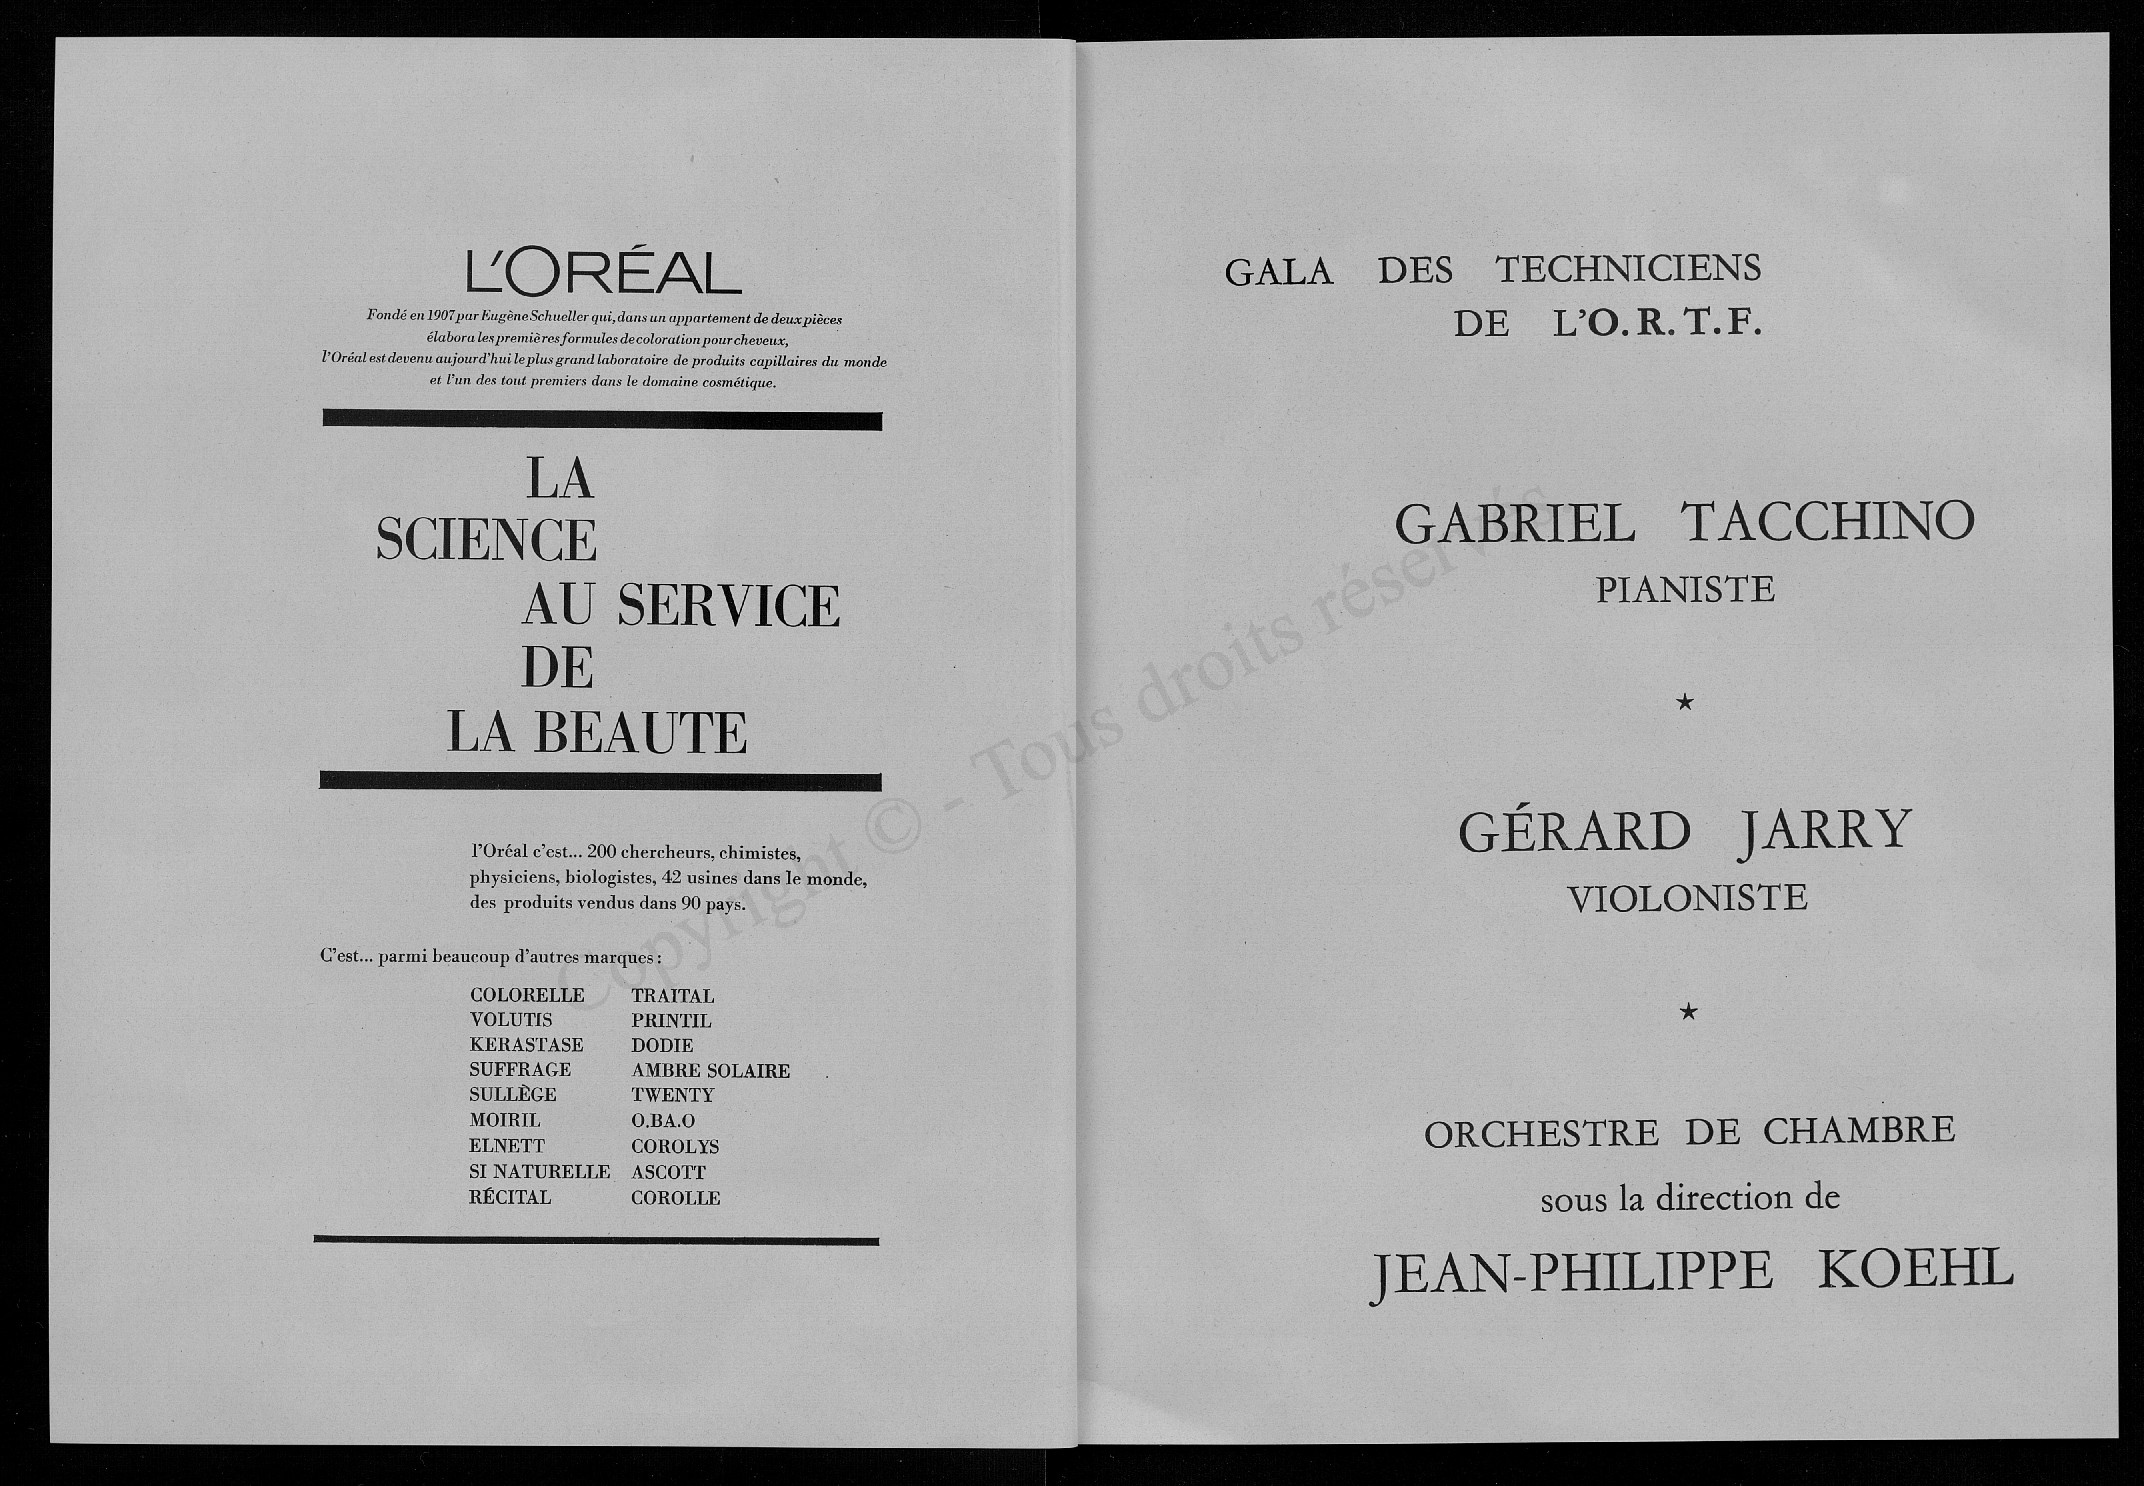 L'ORÉAL
Fondé en 1907 par Eugène Schueller qui, dans un appartement de deux pièces
élabora les premières formules de coloration pour cheveux,
l'Oréal est devenu aujourd'hui le plus grand laboratoire de produits capillaires du monde
et l'un des tout premiers dans le domaine cosmétique.
LA
SCIENCE
AU SERVICE
DE
LA BEAUTE
l'Oréal c'est... 200 chercheurs, chimistes,
physiciens, biologistes, 42 usines dans le monde,
des produits vendus dans 90 pays.
C'est... parmi beaucoup d'autres marques :
COLORELLE TRAITAL
VOLUTIS PRINTIL
KERASTASE DODIE
SUFFRAGE AMBRE SOLAIRE
SULLÈGE TWENTY
MOIRIL O.BA.O
ELNETT COROLYS
SI NATURELLE ASCOTT
RÉCITAL COROLLE
GALA DES TECHNICIENS
DE L'O.R.T.F.
GABRIEL TACCHINO
PIANISTE
★
GÉRARD JARRY
VIOLONISTE
★
ORCHESTRE DE CHAMBRE
sous la direction de
JEAN-PHILIPPE KOEHL
Copyright © - Tous droits réservés